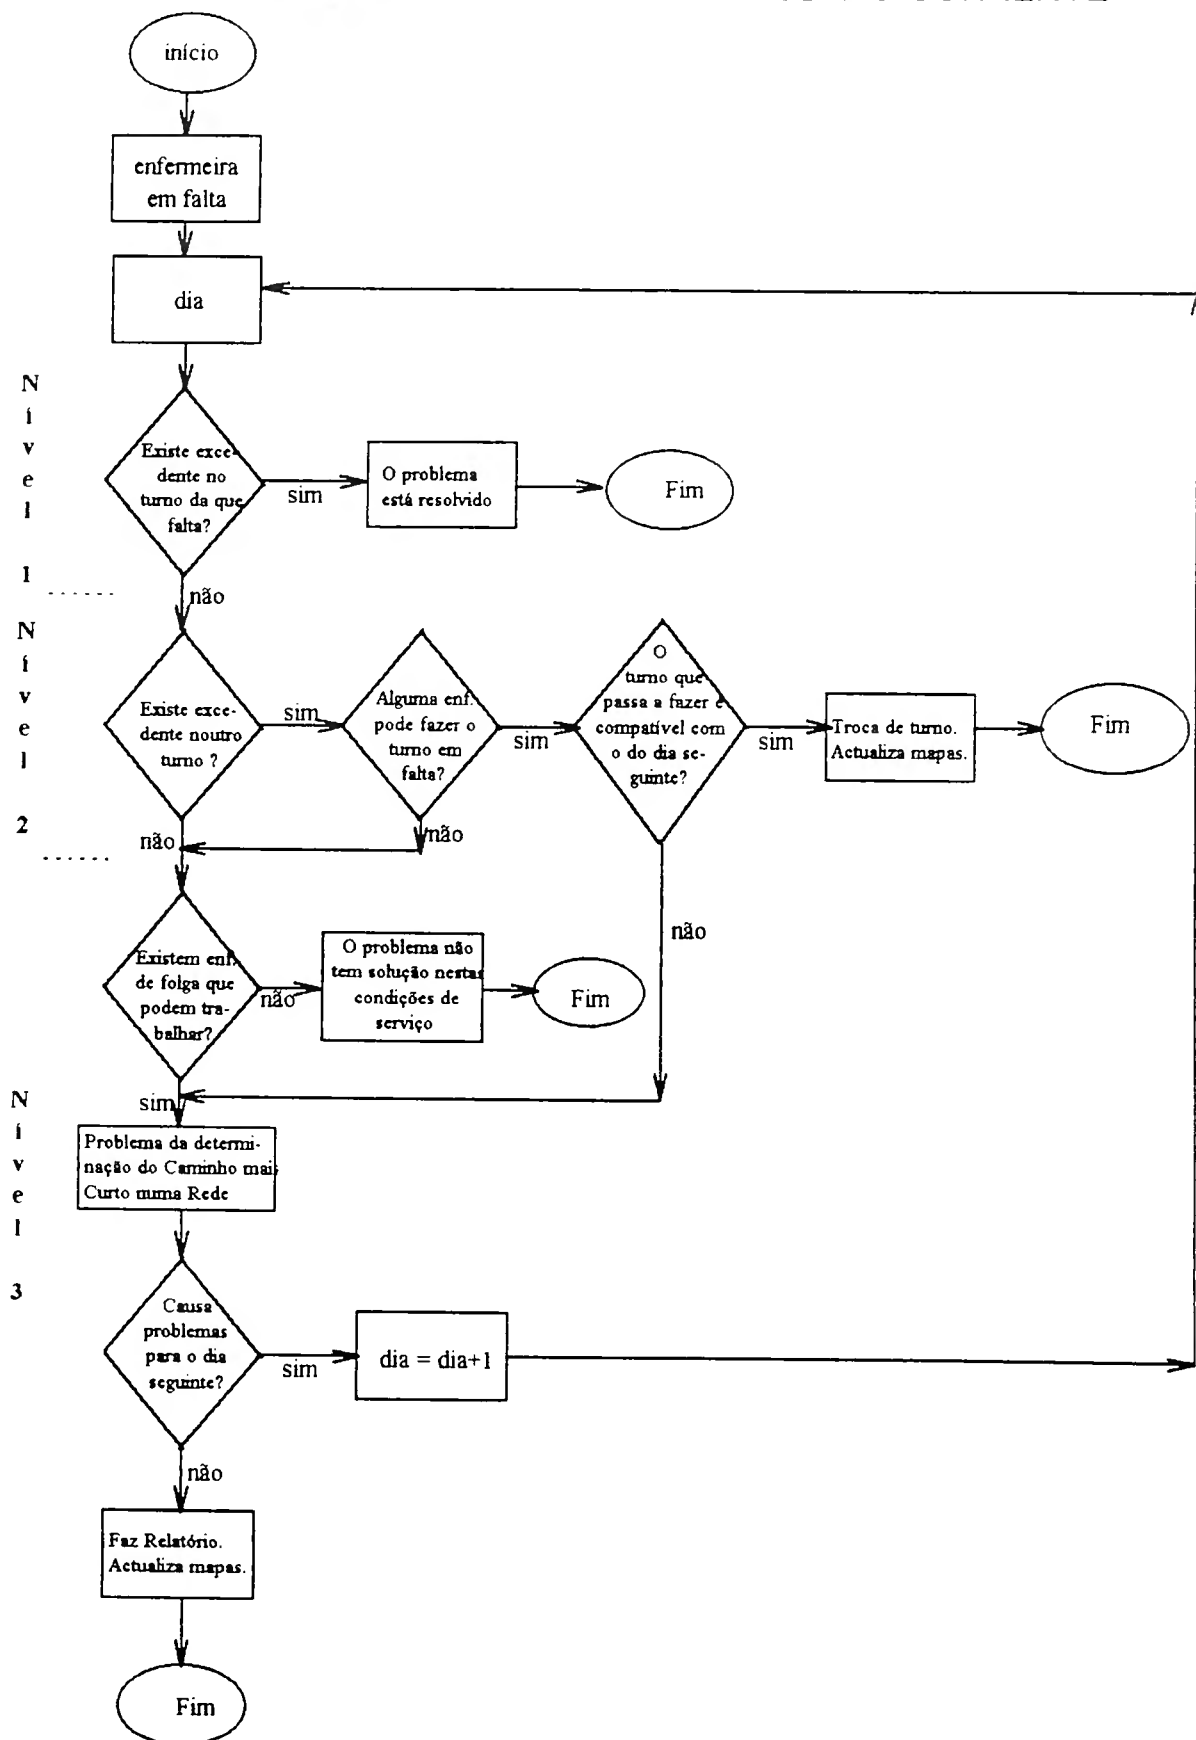 início
enfermeira
em falta
dia
Nível 1
Existe exce-
dente no
turno da que
falta?
sim
O problema
está resolvido
Fim
não
Nível 2
Existe exce-
dente noutro
turno ?
sim
Alguma enf.
pode fazer o
turno em
falta?
sim
O
turno que
passa a fazer é
compatível com
o do dia se-
guinte?
sim
Troca de turno.
Actualiza mapas.
Fim
não
não
não
Existem enf.
de folga que
podem tra-
balhar?
não
O problema não
tem solução nestas
condições de
serviço
Fim
sim
Nível 3
Problema da determi-
nação do Caminho mais
Curto numa Rede
Causa
problemas
para o dia
seguinte?
sim
dia = dia+1
não
Faz Relatório.
Actualiza mapas.
Fim